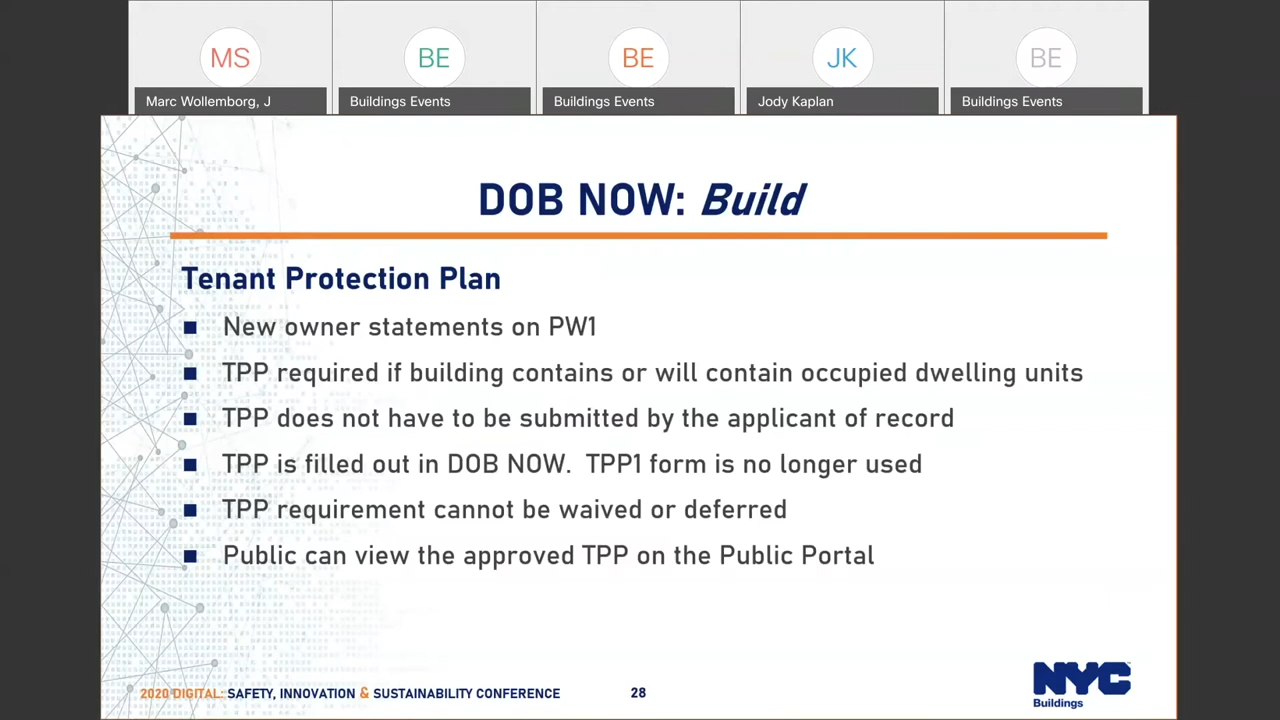 MS
BE
BE
JK
BE
Marc Wollemborg, J
Buildings Events
Buildings Events
Jody Kaplan
Buildings Events
DOB NOW: Build
Tenant Protection Plan
New owner statements on PW1
TPP required if building contains or will contain occupied dwelling units
TPP does not have to be submitted by the applicant of record
TPP is filled out in DOB NOW. TPP1 form is no longer used
TPP requirement cannot be waived or deferred
Public can view the approved TPP on the Public Portal
2020 DIGITAL: SAFETY, INNOVATION & SUSTAINABILITY CONFERENCE
28
NYC
Buildings